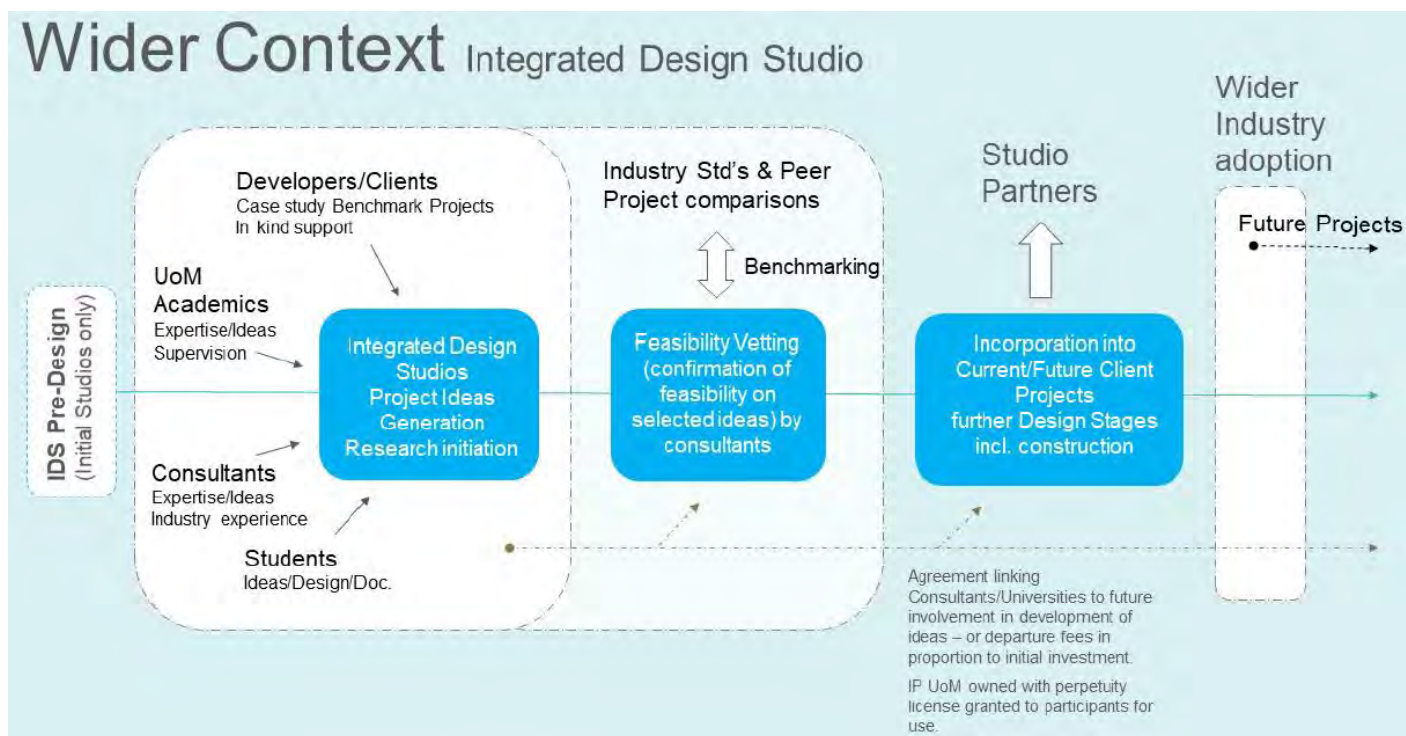 Wider Context Integrated Design Studio
IDS Pre-Design
(Initial Studios only)
Developers/Clients
Case study Benchmark Projects
In kind support
UoM
Academics
Expertise/Ideas
Supervision
Integrated Design
Studios
Project Ideas
Generation
Research initiation
Consultants
Expertise/Ideas
Industry experience
Students
Ideas/Design/Doc.
Industry Std's & Peer
Project comparisons
Benchmarking
Feasibility Vetting
(confirmation of
feasibility on
selected ideas) by
consultants
Studio
Partners
Incorporation into
Current/Future Client
Projects
further Design Stages
incl. construction
Agreement linking
Consultants/Universities to future
involvement in development of
ideas – or departure fees in
proportion to initial investment.
IP UoM owned with perpetuity
license granted to participants for
use.
Wider
Industry
adoption
Future Projects